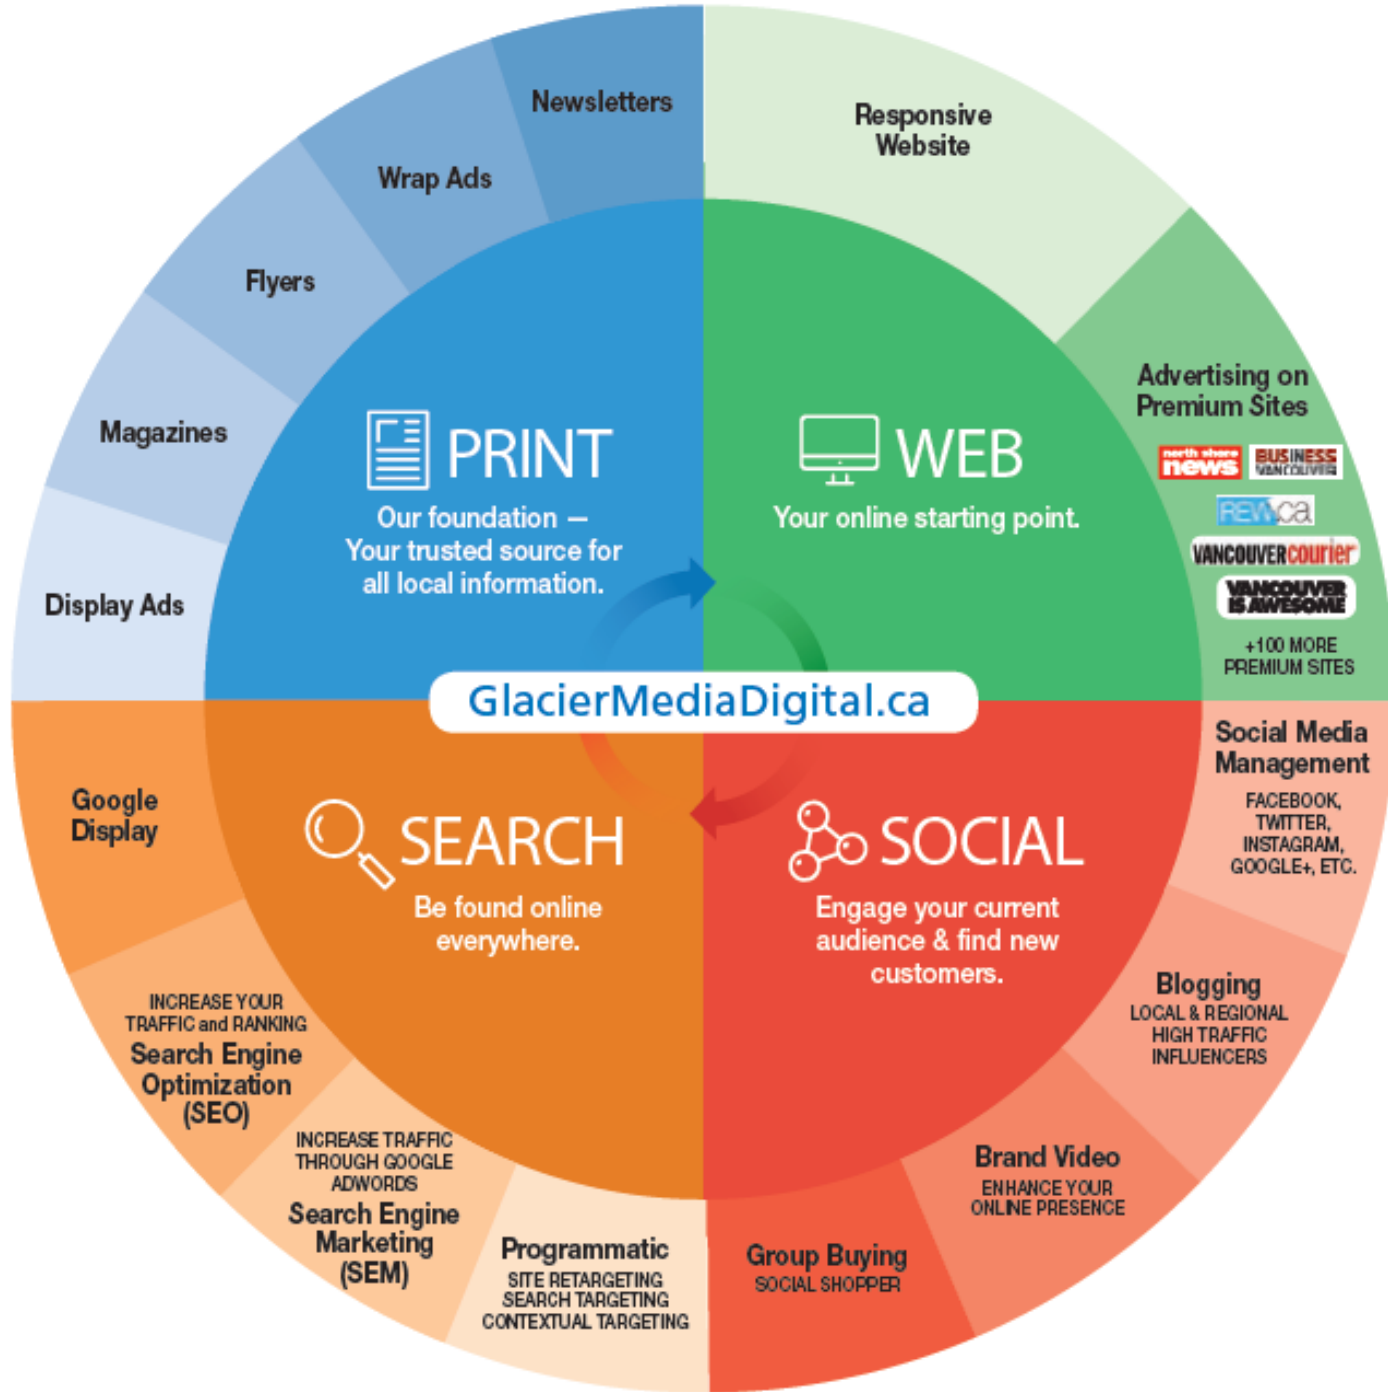 Newsletters
Wrap Ads
Flyers
Magazines
Display Ads
PRINT
Our foundation —
Your trusted source for
all local information.
Responsive
Website
Advertising on
Premium Sites
north shore
news
BUSINESS
VANCOUVER
REW.ca
VANCOUVER courier
VANCOUVER
IS AWESOME
+100 MORE
PREMIUM SITES
WEB
Your online starting point.
GlacierMediaDigital.ca
Google
Display
INCREASE YOUR
TRAFFIC and RANKING
Search Engine
Optimization
(SEO)
INCREASE TRAFFIC
THROUGH GOOGLE
ADWORDS
Search Engine
Marketing
(SEM)
Programmatic
SITE RETARGETING
SEARCH TARGETING
CONTEXTUAL TARGETING
SEARCH
Be found online
everywhere.
SOCIAL
Engage your current
audience & find new
customers.
Social Media
Management
FACEBOOK,
TWITTER,
INSTAGRAM,
GOOGLE+, ETC.
Blogging
LOCAL & REGIONAL
HIGH TRAFFIC
INFLUENCERS
Brand Video
ENHANCE YOUR
ONLINE PRESENCE
Group Buying
SOCIAL SHOPPER